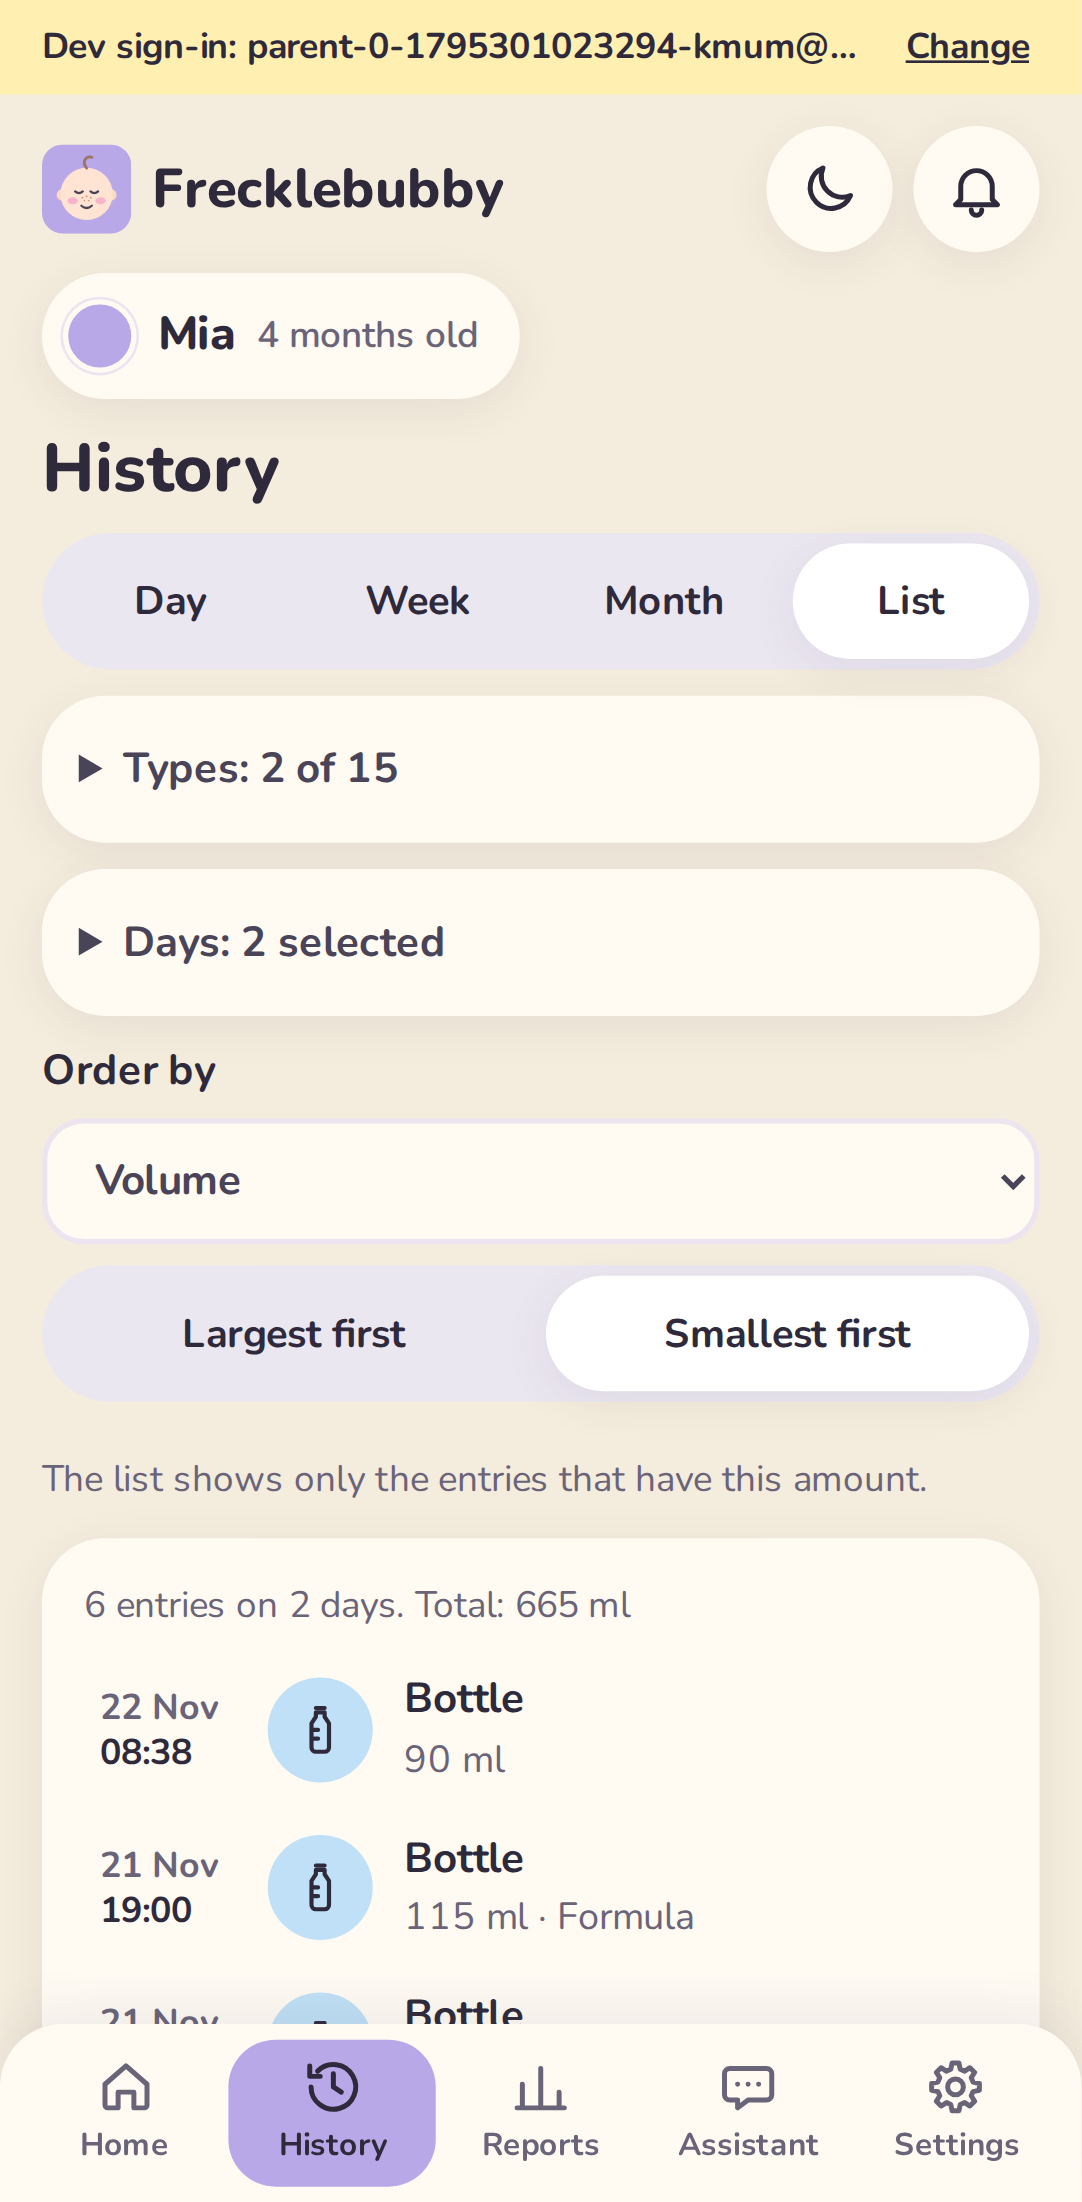 Dev sign-in: parent-0-1795301023294-kmum@... Change
Frecklebubby
Mia 4 months old
History
Day Week Month List
Types: 2 of 15
Days: 2 selected
Order by
Volume
Largest first Smallest first
The list shows only the entries that have this amount.
6 entries on 2 days. Total: 665 ml
22 Nov
08:38
Bottle
90 ml
21 Nov
19:00
Bottle
115 ml · Formula
21 Nov
Bottle
Home History Reports Assistant Settings